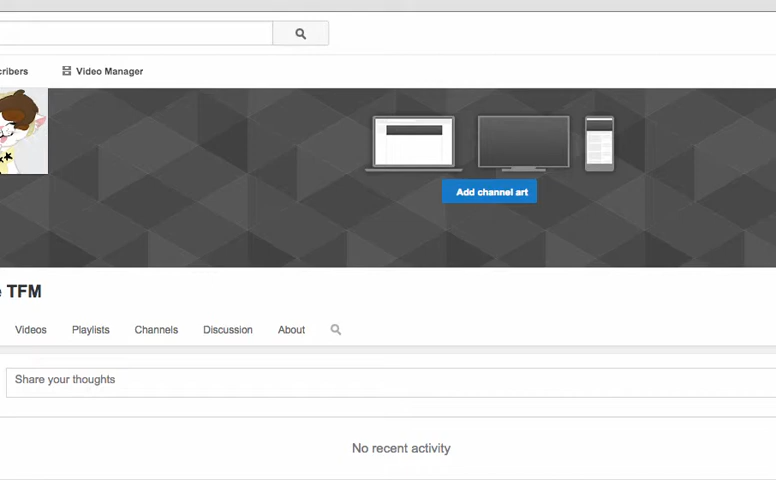 cribers Video Manager
Add channel art
e TFM
Videos Playlists Channels Discussion About
Share your thoughts
No recent activity